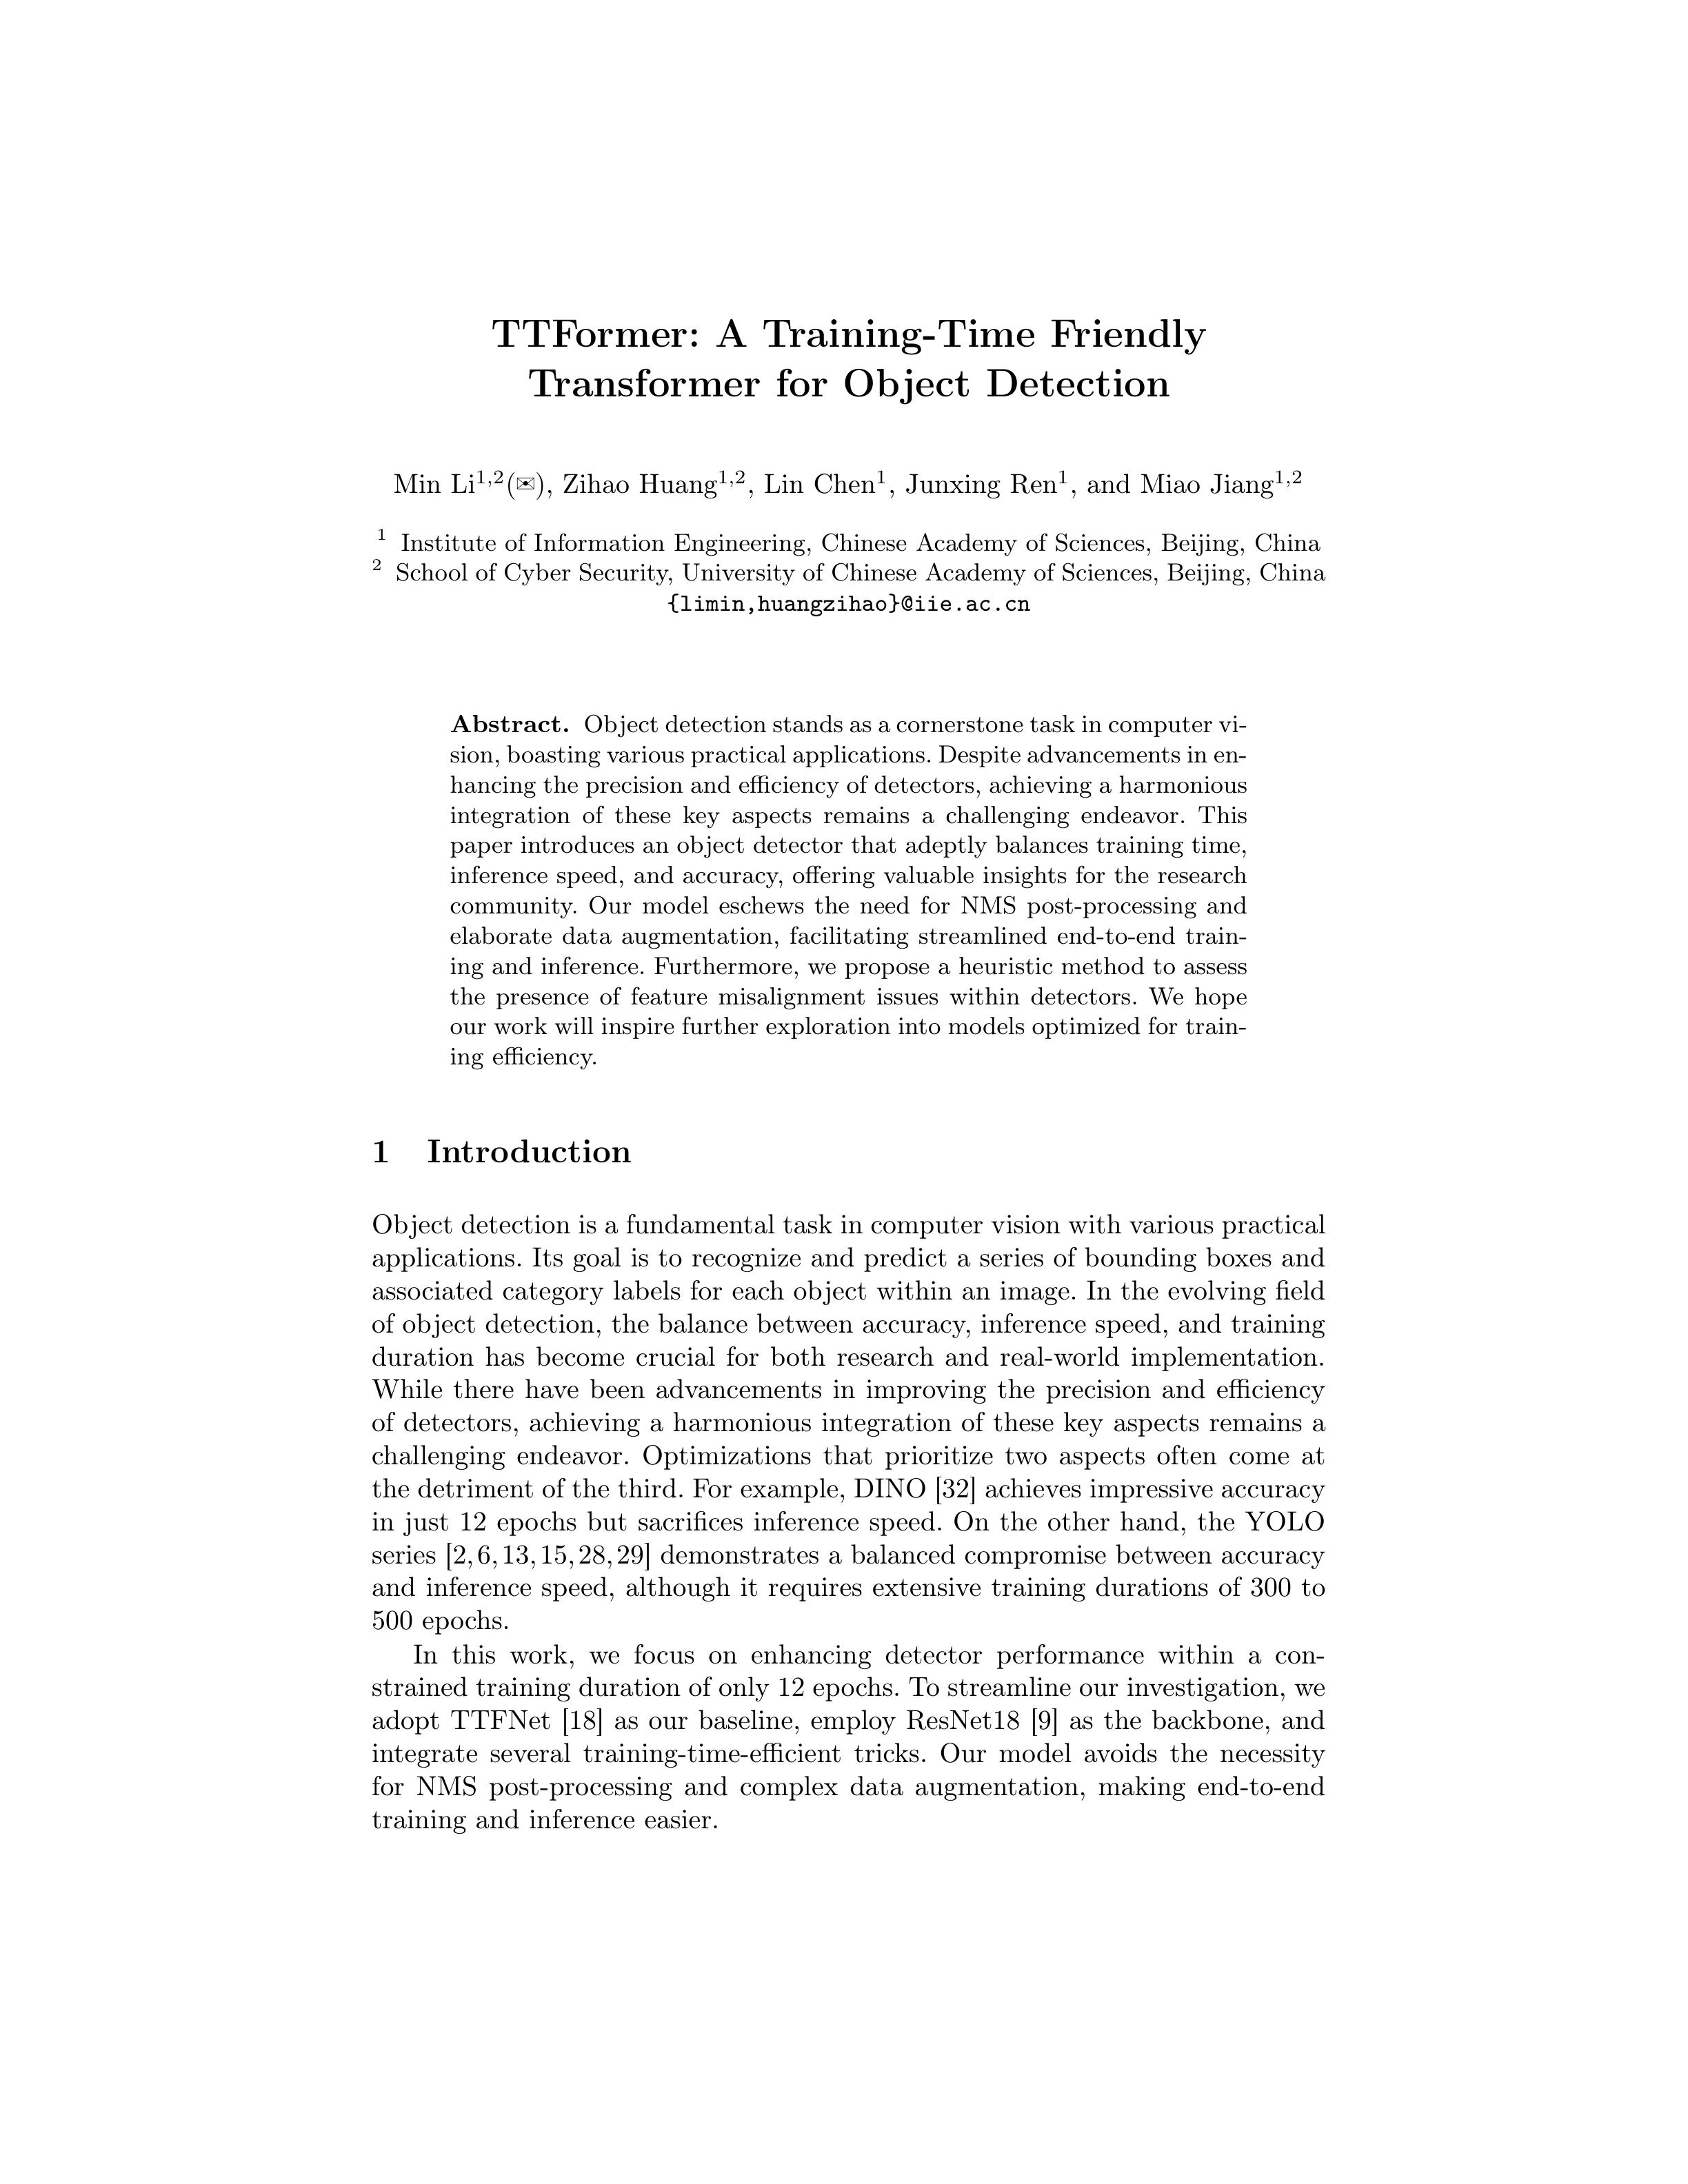 TTFormer: A Training-Time Friendly
Transformer for Object Detection
Min Li1,2(✉), Zihao Huang1,2, Lin Chen1, Junxing Ren1, and Miao Jiang1,2
1 Institute of Information Engineering, Chinese Academy of Sciences, Beijing, China
2 School of Cyber Security, University of Chinese Academy of Sciences, Beijing, China
{limin,huangzihao}@iie.ac.cn
Abstract. Object detection stands as a cornerstone task in computer vi-
sion, boasting various practical applications. Despite advancements in en-
hancing the precision and efficiency of detectors, achieving a harmonious
integration of these key aspects remains a challenging endeavor. This
paper introduces an object detector that adeptly balances training time,
inference speed, and accuracy, offering valuable insights for the research
community. Our model eschews the need for NMS post-processing and
elaborate data augmentation, facilitating streamlined end-to-end train-
ing and inference. Furthermore, we propose a heuristic method to assess
the presence of feature misalignment issues within detectors. We hope
our work will inspire further exploration into models optimized for train-
ing efficiency.
1 Introduction
Object detection is a fundamental task in computer vision with various practical
applications. Its goal is to recognize and predict a series of bounding boxes and
associated category labels for each object within an image. In the evolving field
of object detection, the balance between accuracy, inference speed, and training
duration has become crucial for both research and real-world implementation.
While there have been advancements in improving the precision and efficiency
of detectors, achieving a harmonious integration of these key aspects remains a
challenging endeavor. Optimizations that prioritize two aspects often come at
the detriment of the third. For example, DINO [32] achieves impressive accuracy
in just 12 epochs but sacrifices inference speed. On the other hand, the YOLO
series [2,6,13,15,28,29] demonstrates a balanced compromise between accuracy
and inference speed, although it requires extensive training durations of 300 to
500 epochs.
In this work, we focus on enhancing detector performance within a con-
strained training duration of only 12 epochs. To streamline our investigation, we
adopt TTFNet [18] as our baseline, employ ResNet18 [9] as the backbone, and
integrate several training-time-efficient tricks. Our model avoids the necessity
for NMS post-processing and complex data augmentation, making end-to-end
training and inference easier.